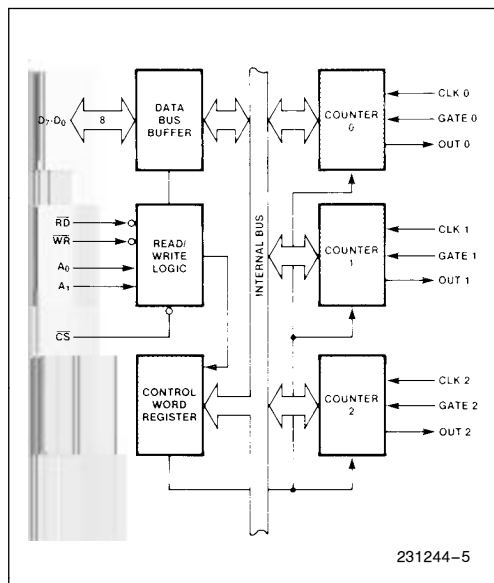 D7-D0
8
DATA
BUS
BUFFER
COUNTER
0
CLK 0
GATE 0
OUT 0
RD
WR
A0
A1
CS
READ/
WRITE
LOGIC
INTERNAL BUS
COUNTER
1
CLK 1
GATE 1
OUT 1
CONTROL
WORD
REGISTER
COUNTER
2
CLK 2
GATE 2
OUT 2
231244-5